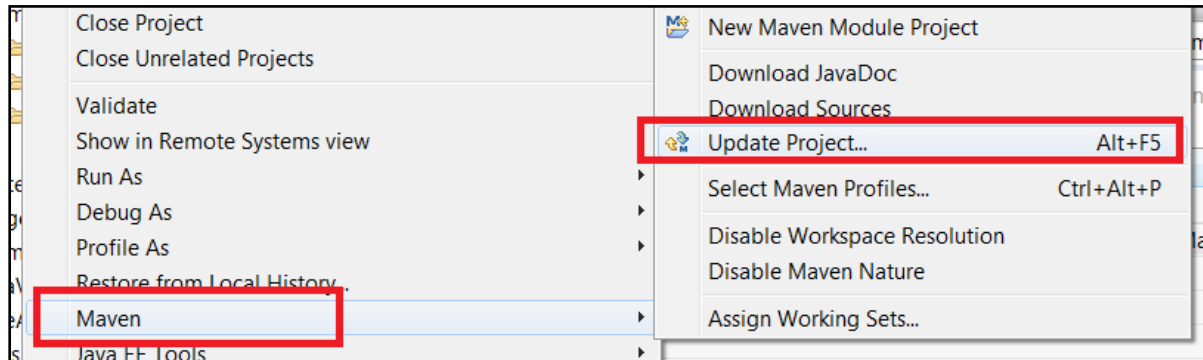 Close Project
Close Unrelated Projects
Validate
Show in Remote Systems view
Run As
Debug As
Profile As
Restore from Local History...
Maven
Java EE Tools
New Maven Module Project
Download JavaDoc
Download Sources
Update Project... Alt+F5
Select Maven Profiles... Ctrl+Alt+P
Disable Workspace Resolution
Disable Maven Nature
Assign Working Sets...